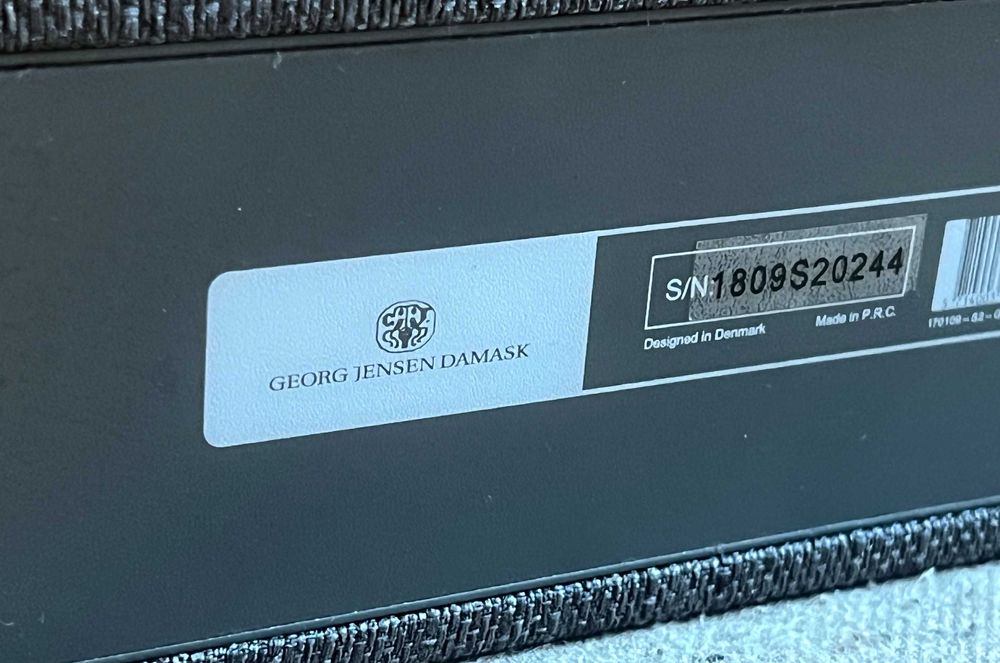 GEORG JENSEN DAMASK
S/N:1809S20244
Designed in Denmark
Made in P.R.C.